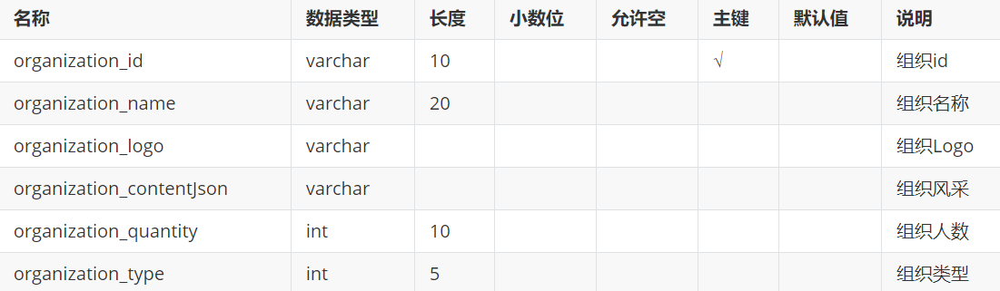 名称 数据类型 长度 小数位 允许空 主键 默认值 说明
organization_id varchar 10 √ 组织id
organization_name varchar 20 组织名称
organization_logo varchar 组织Logo
organization_contentJson varchar 组织风采
organization_quantity int 10 组织人数
organization_type int 5 组织类型